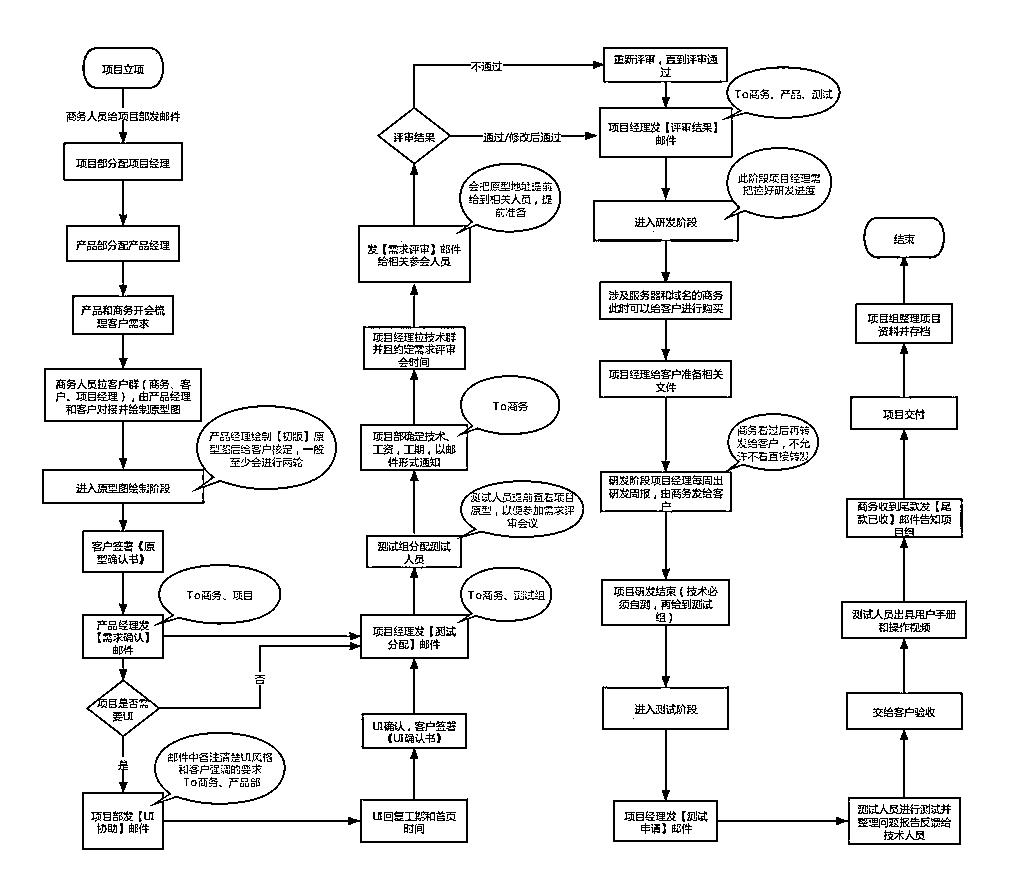 项目立项
商务人员给项目部发邮件
项目部分配项目经理
产品部分配产品经理
产品和商务开会梳
理客户需求
商务人员拉客户群（商务、客
户、项目经理），由产品经理
和客户对接并绘制原型图
产品经理绘制【初版】原
型图后给客户核定，一般
至少会进行两轮
进入原型图绘制阶段
客户签署《原
型确认书》
To商务、项目
产品经理发
【需求确认】
邮件
项目是否需
要UI
否
是
邮件中备注清楚UI风格
和客户强调的要求
To商务、产品部
项目部发【UI
协助】邮件
不通过
评审结果
通过/修改后通过
会把原型地址提前
给到相关人员，提
前准备
发【需求评审】邮件
给相关参会人员
项目经理拉技术群
并且约定需求评审
会时间
To商务
项目部确定技术、
工资，工期，以邮
件形式通知
测试人员提前查看项目
原型，以便参加需求评
审会议
测试组分配测试
人员
To商务、测试组
项目经理发【测试
分配】邮件
UI确认，客户签署
《UI确认书》
UI回复工期和首页
时间
重新评审，直到评审通
过
To商务、产品、测试
项目经理发【评审结果】
邮件
此阶段项目经理需
把控好研发进度
进入研发阶段
涉及服务器和域名的商务
此时可以给客户进行购买
项目经理给客户准备相关
文件
商务看过后再转
发给客户，不允
许不看直接转发
研发阶段项目经理每周出
研发周报，由商务发给客
户
项目研发结束（技术必
须自测，再给到测试
组）
进入测试阶段
项目经理发【测试
申请】邮件
结束
项目组整理项目
资料并存档
项目交付
商务收到尾款发【尾
款已收】邮件告知项
目组
测试人员出具用户手册
和操作视频
交给客户验收
测试人员进行测试并
整理问题报告反馈给
技术人员